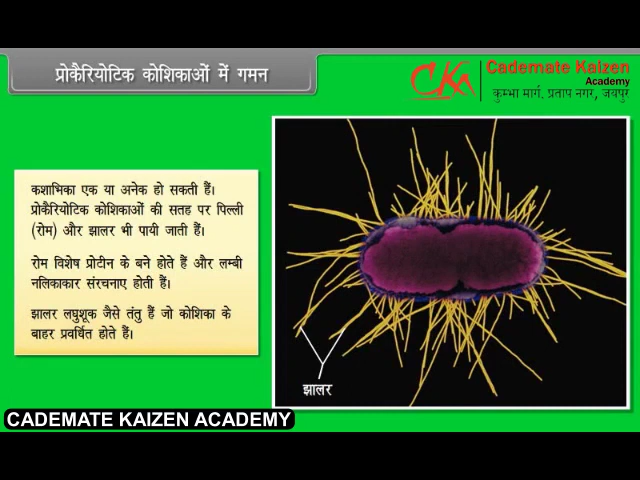 प्रोकैरियोटिक कोशिकाओं में गमन
CKA
Cademate Kaizen
Academy
कुम्भा मार्ग. प्रताप नगर, जयपुर
कशाभिका एक या अनेक हो सकती हैं।
प्रोकैरियोटिक कोशिकाओं की सतह पर पिल्ली
(रोम) और झालर भी पायी जाती हैं।
रोम विशेष प्रोटीन के बने होते हैं और लम्बी
नलिकाकार संरचनाए होती हैं।
झालर लघुशूक जैसे तंतु हैं जो कोशिका के
बाहर प्रवर्धित होते हैं।
झालर
CADEMATE KAIZEN ACADEMY